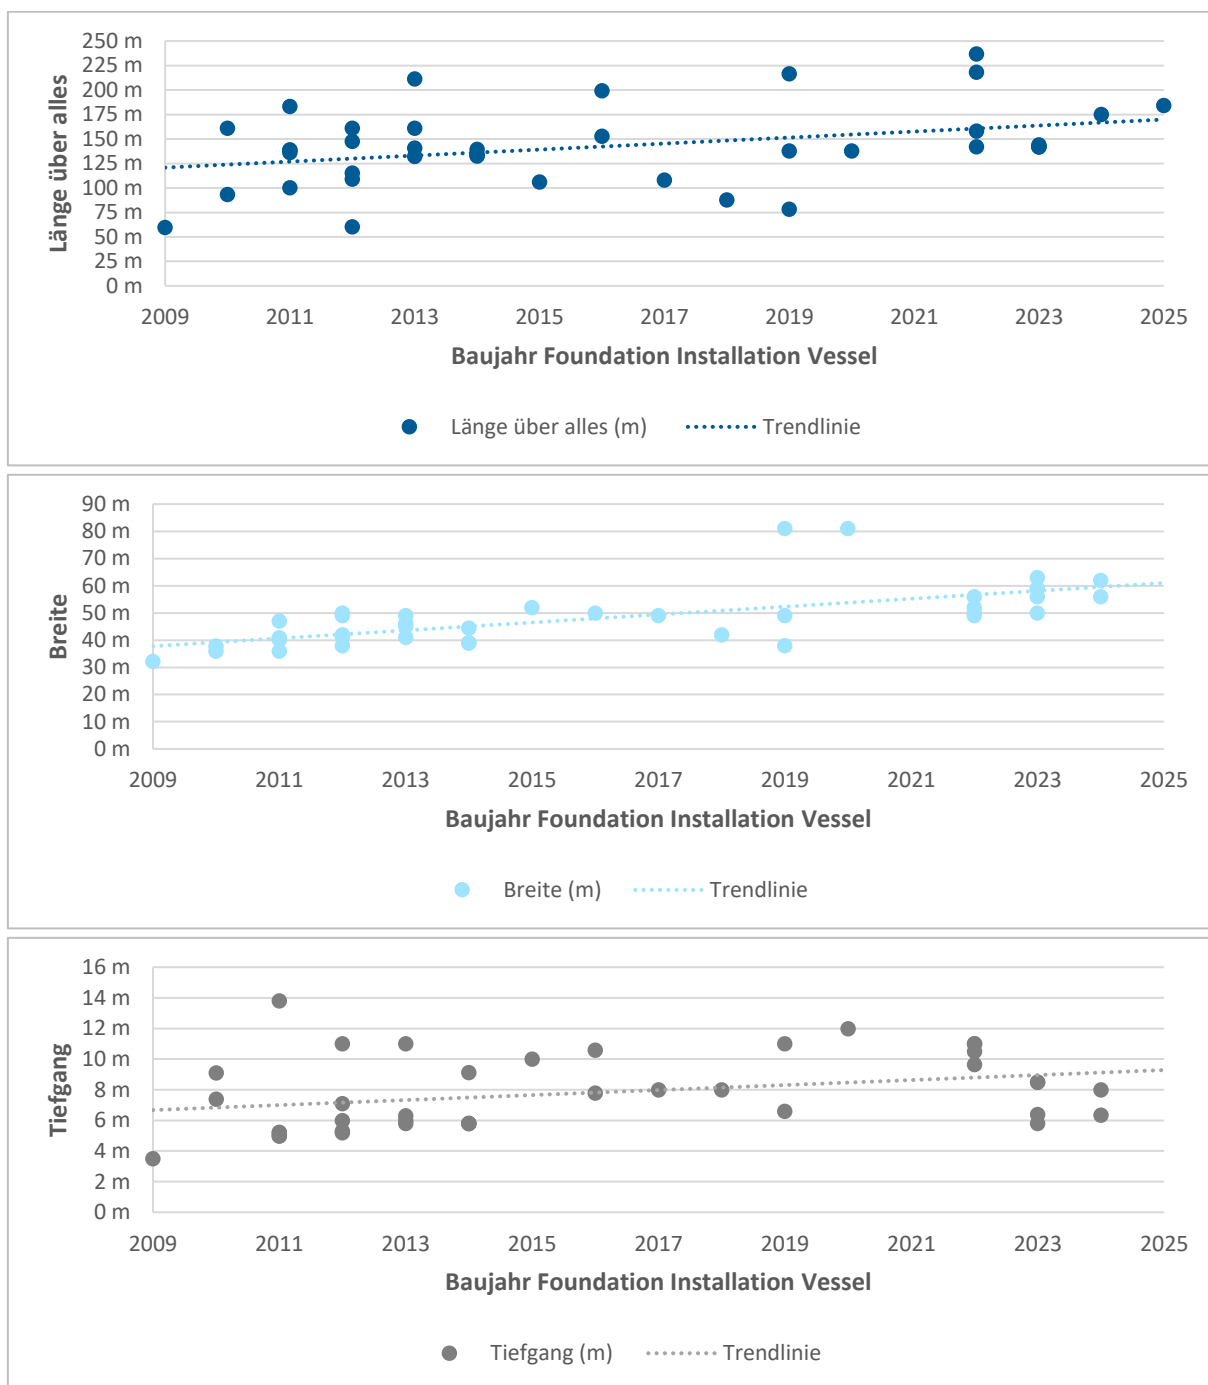 250 m
225 m
200 m
175 m
150 m
125 m
100 m
75 m
50 m
25 m
0 m
Länge über alles
2009 2011 2013 2015 2017 2019 2021 2023 2025
Baujahr Foundation Installation Vessel
Länge über alles (m) Trendlinie
90 m
80 m
70 m
60 m
50 m
40 m
30 m
20 m
10 m
0 m
Breite
2009 2011 2013 2015 2017 2019 2021 2023 2025
Baujahr Foundation Installation Vessel
Breite (m) Trendlinie
16 m
14 m
12 m
10 m
8 m
6 m
4 m
2 m
0 m
Tiefgang
2009 2011 2013 2015 2017 2019 2021 2023 2025
Baujahr Foundation Installation Vessel
Tiefgang (m) Trendlinie